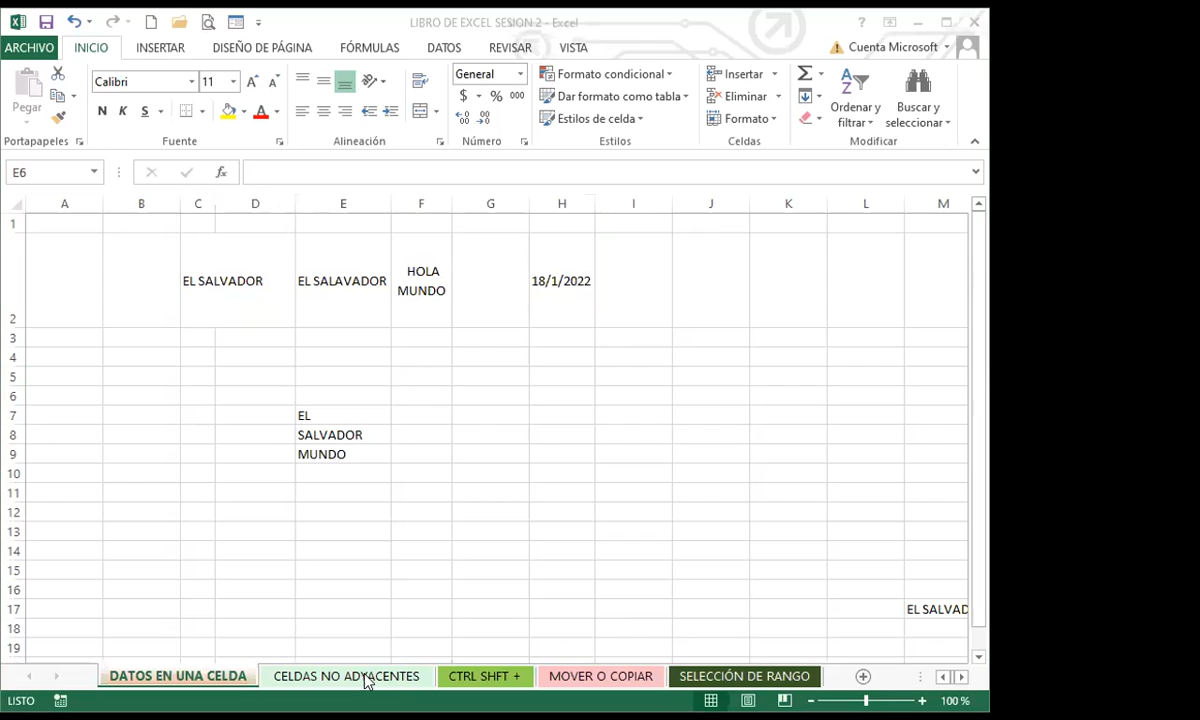 LIBRO DE EXCEL SESION 2 - Excel
ARCHIVO INICIO INSERTAR DISEÑO DE PÁGINA FÓRMULAS DATOS REVISAR VISTA Cuenta Microsoft
Calibri 11 General Formato condicional Insertar
Pegar Dar formato como tabla Eliminar Ordenar y filtrar Buscar y seleccionar
N K S $ % 000 Estilos de celda Formato
Portapapeles Fuente Alineación Número Estilos Celdas Modificar
E6
A B C D E F G H I J K L M
1
2 EL SALVADOR EL SALAVADOR HOLA MUNDO 18/1/2022
3
4
5
6
7 EL
8 SALVADOR
9 MUNDO
10
11
12
13
14
15
16
17 EL SALVAD
18
19
DATOS EN UNA CELDA CELDAS NO ADYACENTES CTRL SHFT + MOVER O COPIAR SELECCIÓN DE RANGO
LISTO 100 %